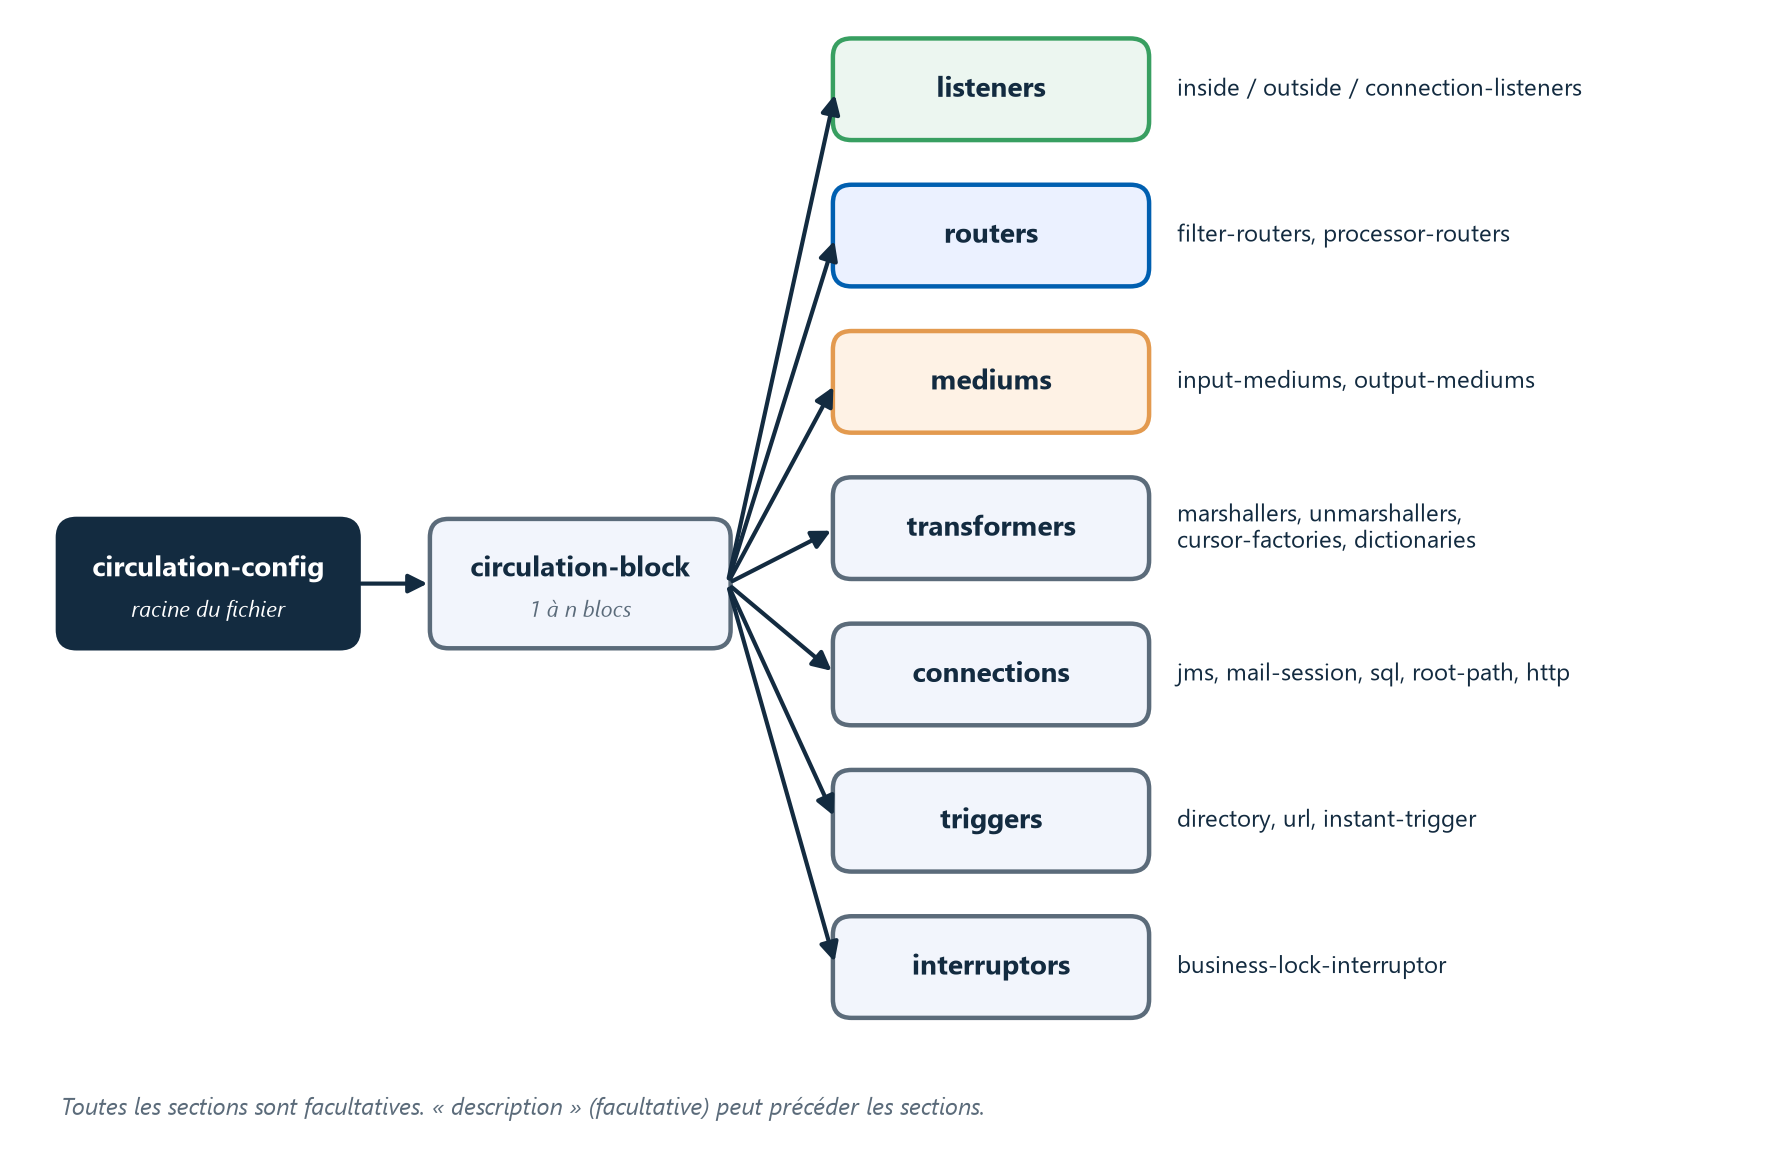 listeners
inside / outside / connection-listeners
routers
filter-routers, processor-routers
mediums
input-mediums, output-mediums
transformers
marshallers, unmarshallers,
cursor-factories, dictionaries
circulation-config
racine du fichier
circulation-block
1 à n blocs
connections
jms, mail-session, sql, root-path, http
triggers
directory, url, instant-trigger
interruptors
business-lock-interruptor
Toutes les sections sont facultatives. « description » (facultative) peut précéder les sections.